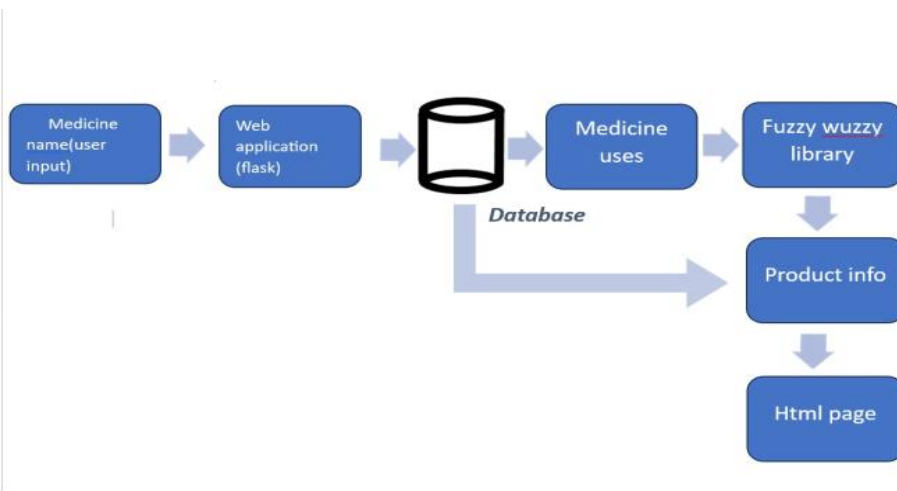 Medicine
name(user
input)
Web
application
(flask)
Database
Medicine
uses
Fuzzy wuzzy
library
Product info
Html page